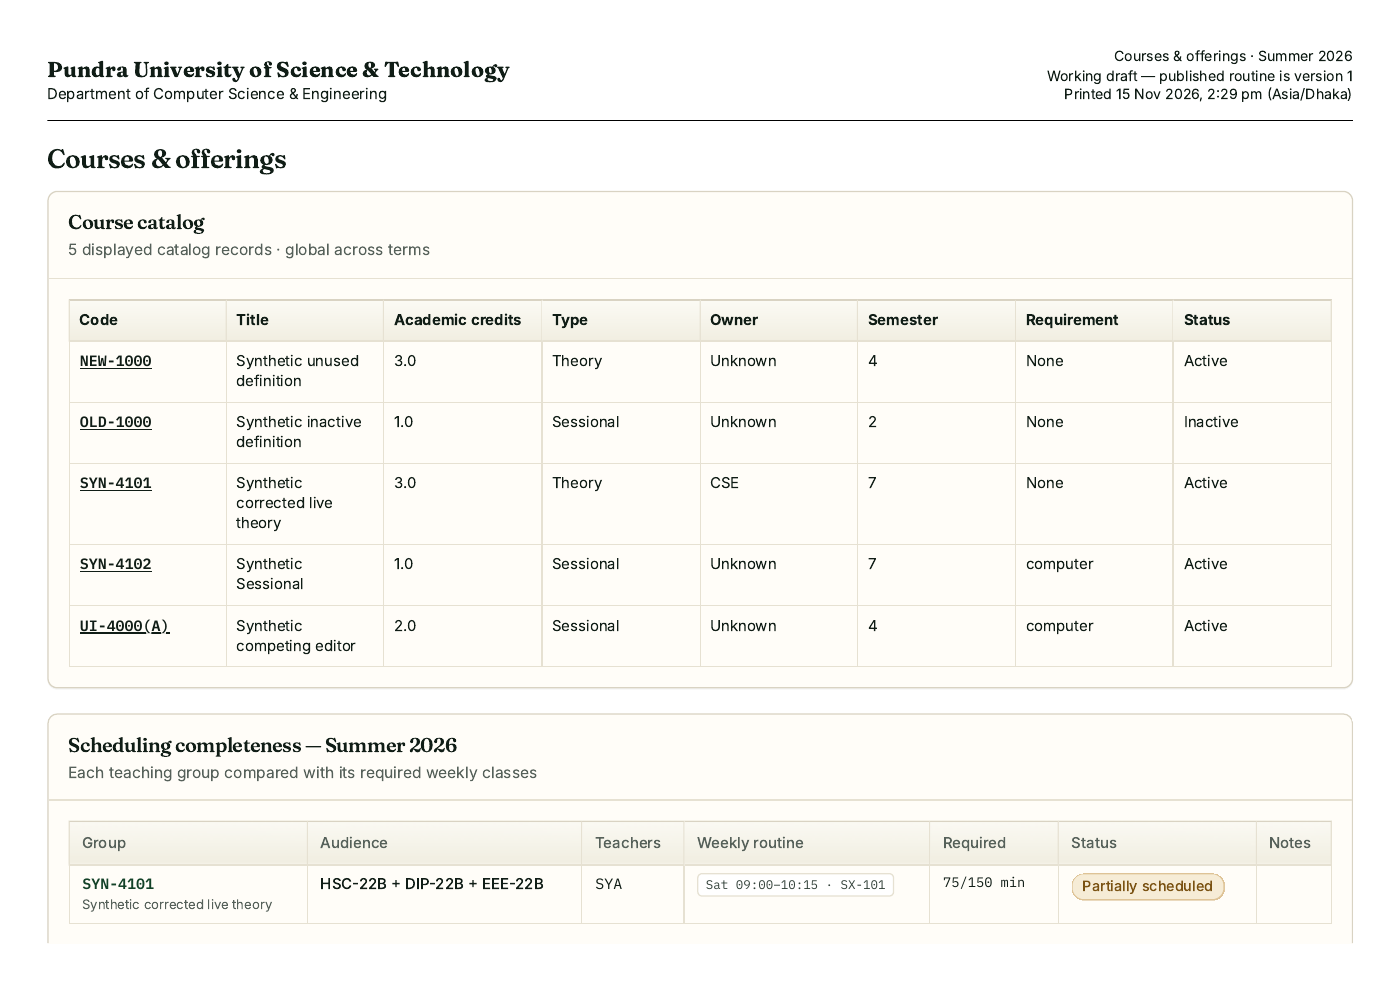 Pundra University of Science & Technology
Department of Computer Science & Engineering
Courses & offerings · Summer 2026
Working draft — published routine is version 1
Printed 15 Nov 2026, 2:29 pm (Asia/Dhaka)
Courses & offerings
Course catalog
5 displayed catalog records · global across terms
Code Title Academic credits Type Owner Semester Requirement Status
NEW-1000 Synthetic unused 3.0 Theory Unknown 4 None Active
definition
OLD-1000 Synthetic inactive 1.0 Sessional Unknown 2 None Inactive
definition
SYN-4101 Synthetic 3.0 Theory CSE 7 None Active
corrected live
theory
SYN-4102 Synthetic 1.0 Sessional Unknown 7 computer Active
Sessional
UI-4000(A) Synthetic 2.0 Sessional Unknown 4 computer Active
competing editor
Scheduling completeness — Summer 2026
Each teaching group compared with its required weekly classes
Group Audience Teachers Weekly routine Required Status Notes
SYN-4101 HSC-22B + DIP-22B + EEE-22B SYA Sat 09:00–10:15 · SX-101 75/150 min Partially scheduled
Synthetic corrected live theory